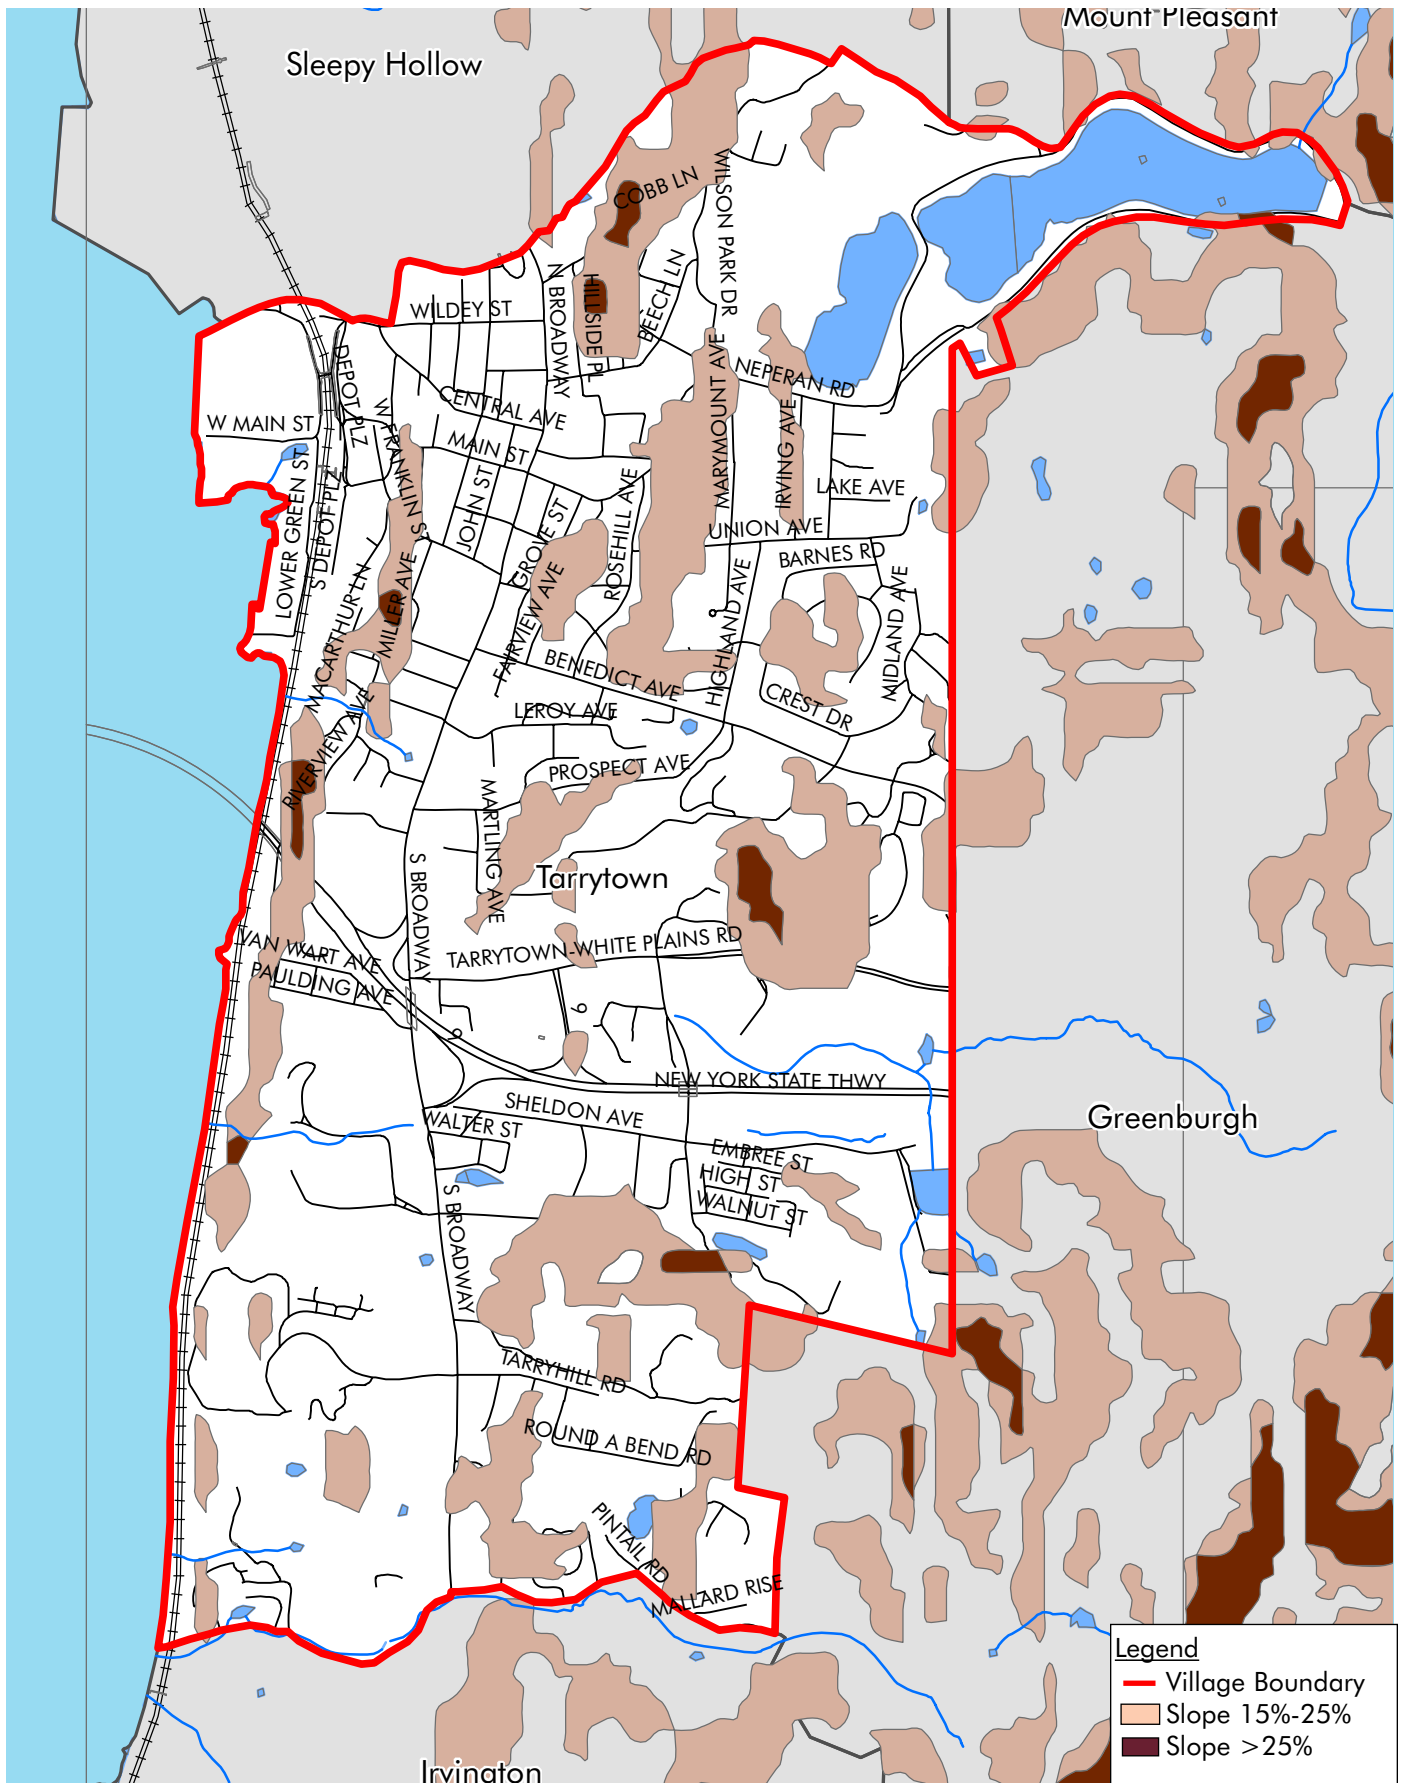 Mount Pleasant
Sleepy Hollow
COBB LN
WILSON PARK DR
N BROADWAY
HILLSIDE PL
BEECH LN
WILDEY ST
DEPOT PLZ
NEPERAN RD
MARYMOUNT AVE
CENTRAL AVE
W FRANKLIN ST
IRVING AVE
W MAIN ST
MAIN ST
LOWER GREEN ST
S DEPOT PLZ
JOHN ST
GROVE ST
ROSEHILL AVE
LAKE AVE
UNION AVE
BARNES RD
MACARTHUR LN
MILLER AVE
FAIRVIEW AVE
HIGHLAND AVE
MIDLAND AVE
BENEDICT AVE
CREST DR
LEROY AVE
RIVERVIEW AVE
PROSPECT AVE
MARTLING AVE
Tarrytown
S BROADWAY
VAN WART AVE
TARRYTOWN-WHITE PLAINS RD
PAULDING AVE
9
9
NEW YORK STATE THWY
SHELDON AVE
Greenburgh
WALTER ST
EMBREE ST
HIGH ST
WALNUT ST
S BROADWAY
TARRYHILL RD
ROUND A BEND RD
PINTAIL RD
MALLARD RISE
Legend
Village Boundary
Slope 15%-25%
Slope >25%
Irvington